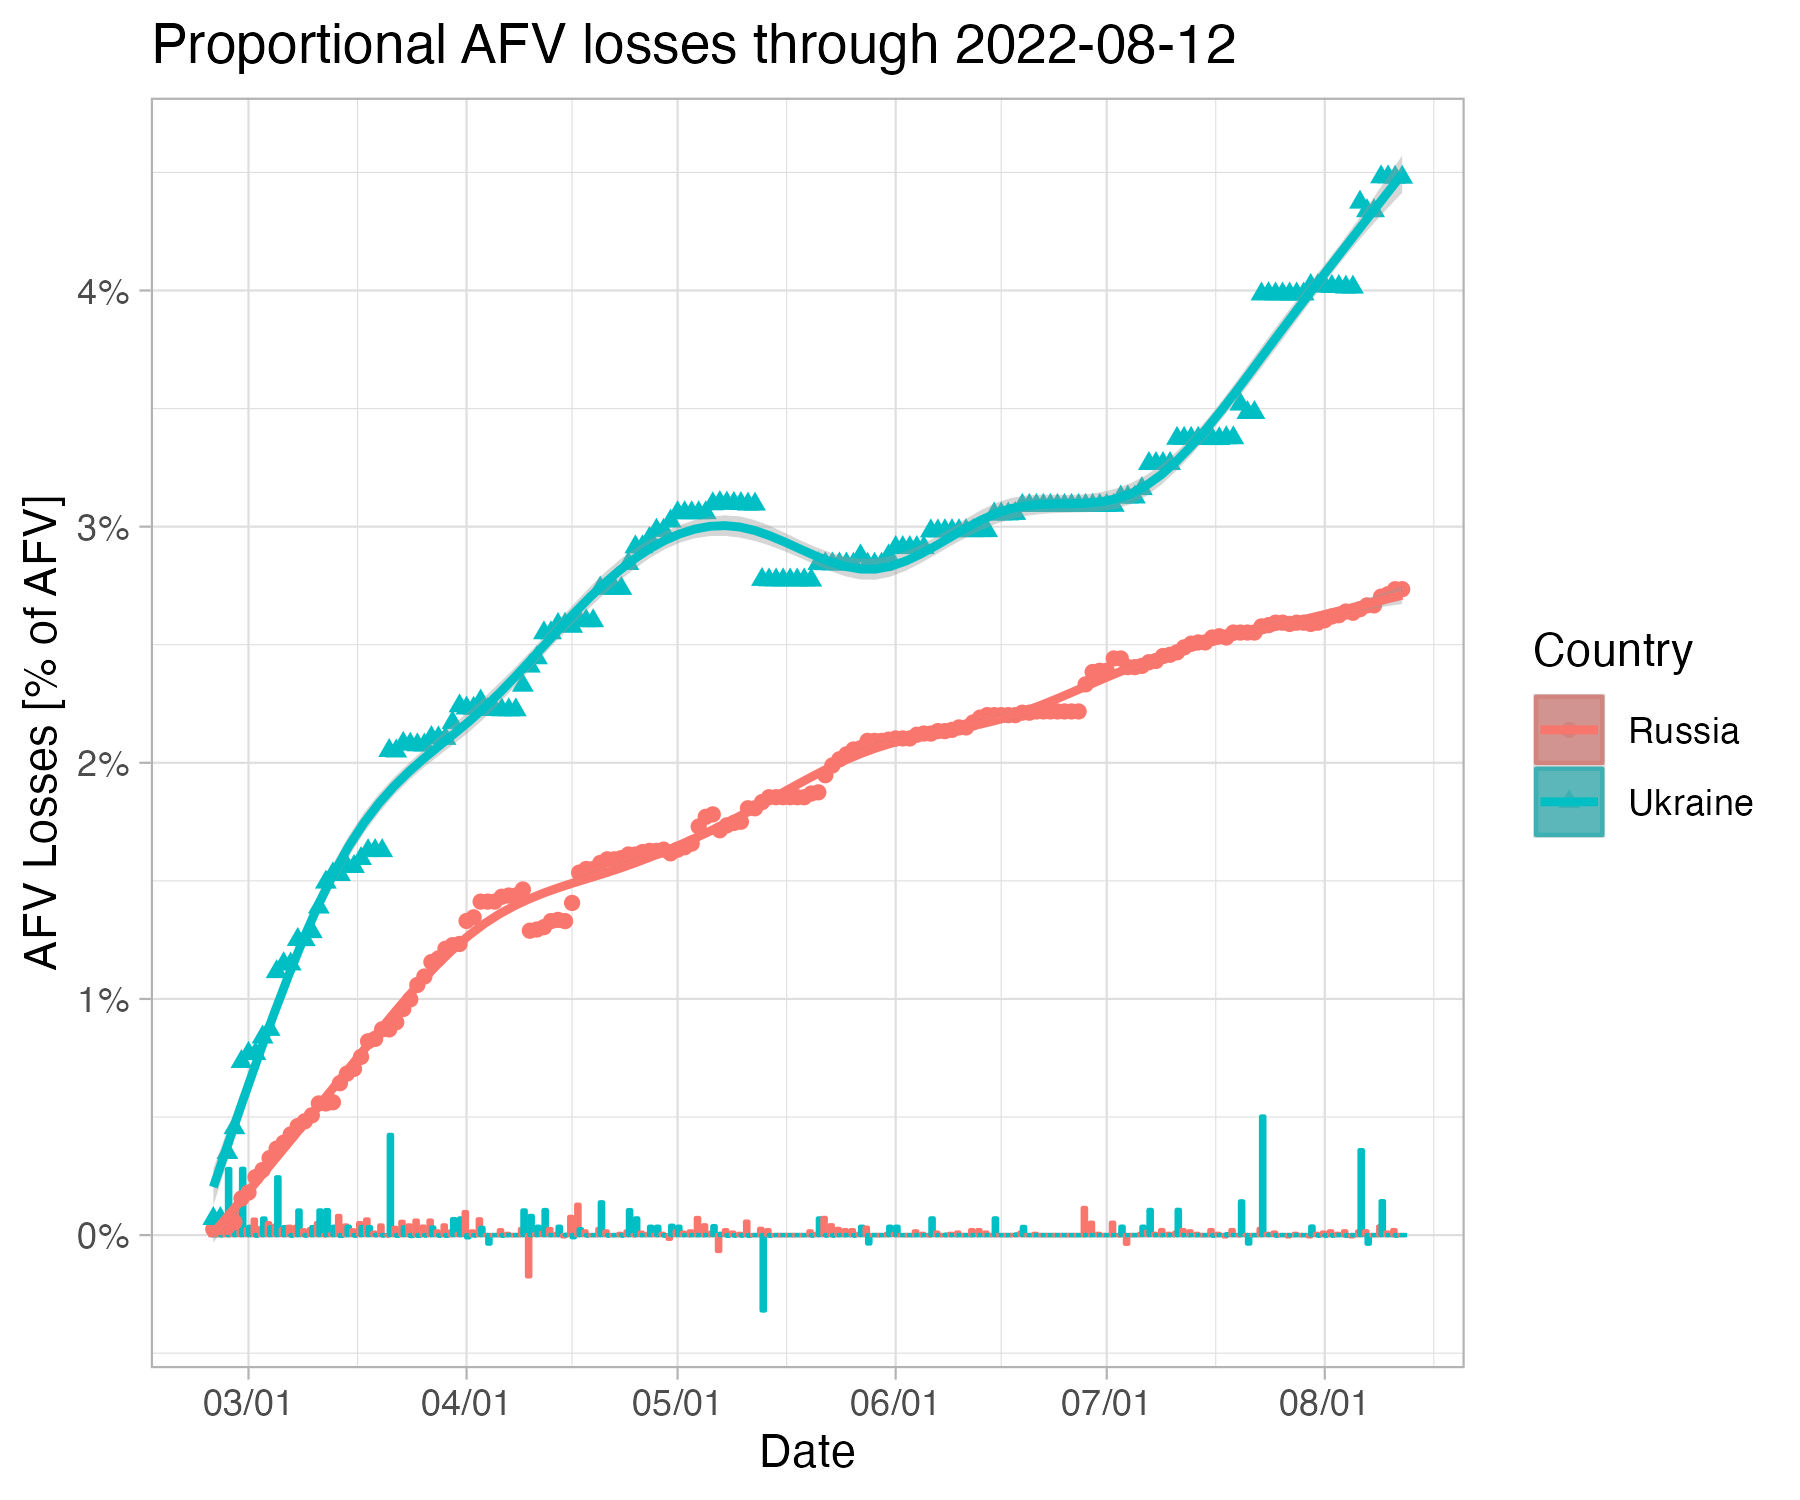 Proportional AFV losses through 2022-08-12
AFV Losses [% of AFV]
4%
3%
2%
1%
0%
03/01
04/01
05/01
06/01
07/01
08/01
Date
Country
Russia
Ukraine